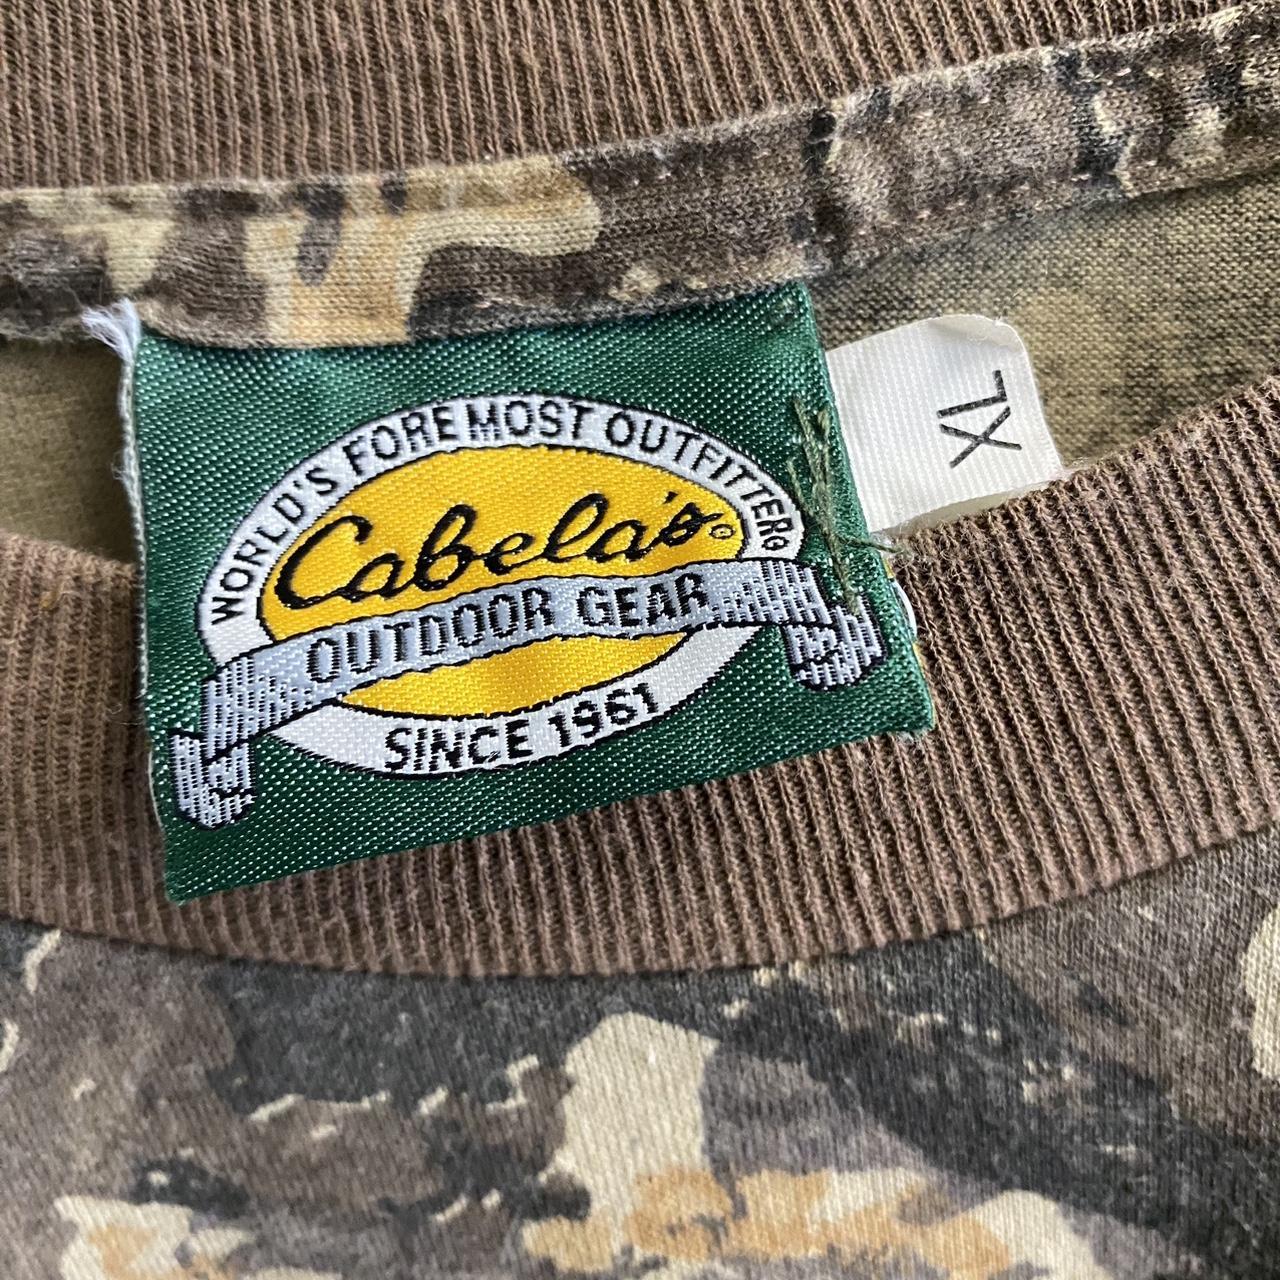 WORLD'S FOREMOST OUTFITTER®
Cabela's®
OUTDOOR GEAR
SINCE 1961
XL